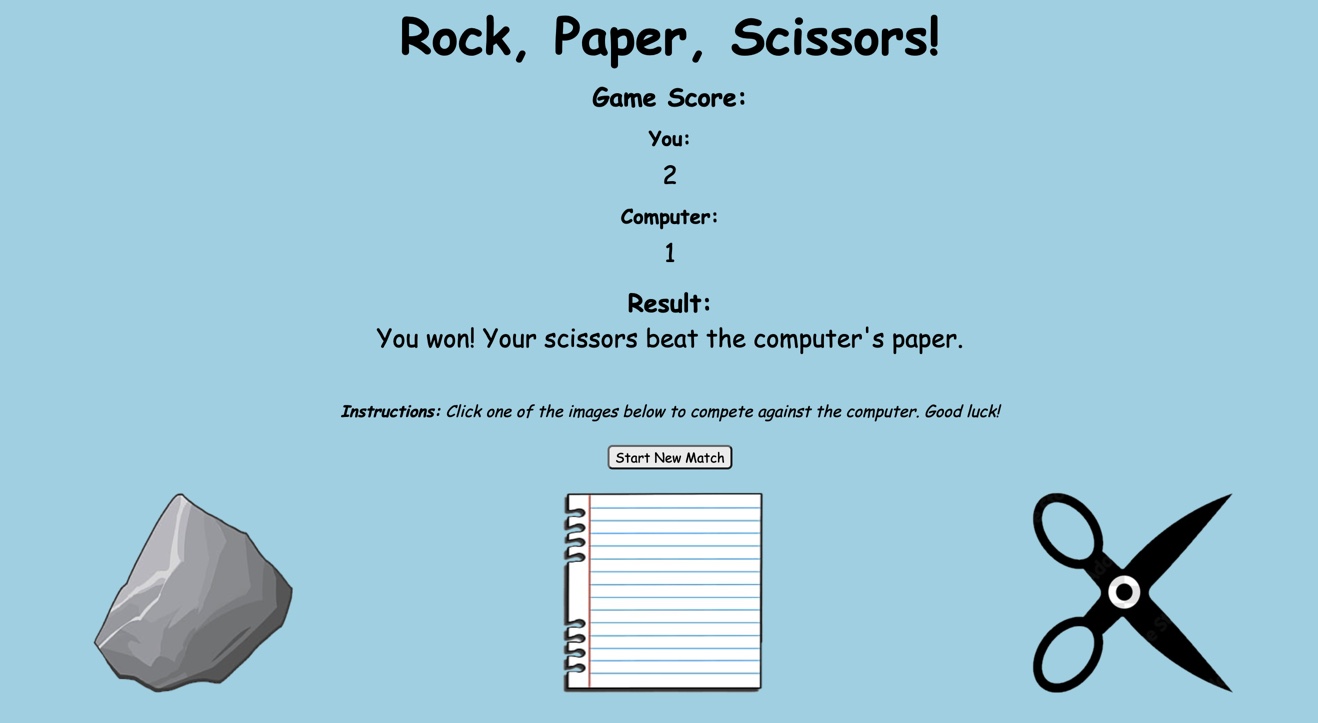 Rock, Paper, Scissors!
Game Score:
You:
2
Computer:
1
Result:
You won! Your scissors beat the computer's paper.
Instructions: Click one of the images below to compete against the computer. Good luck!
Start New Match